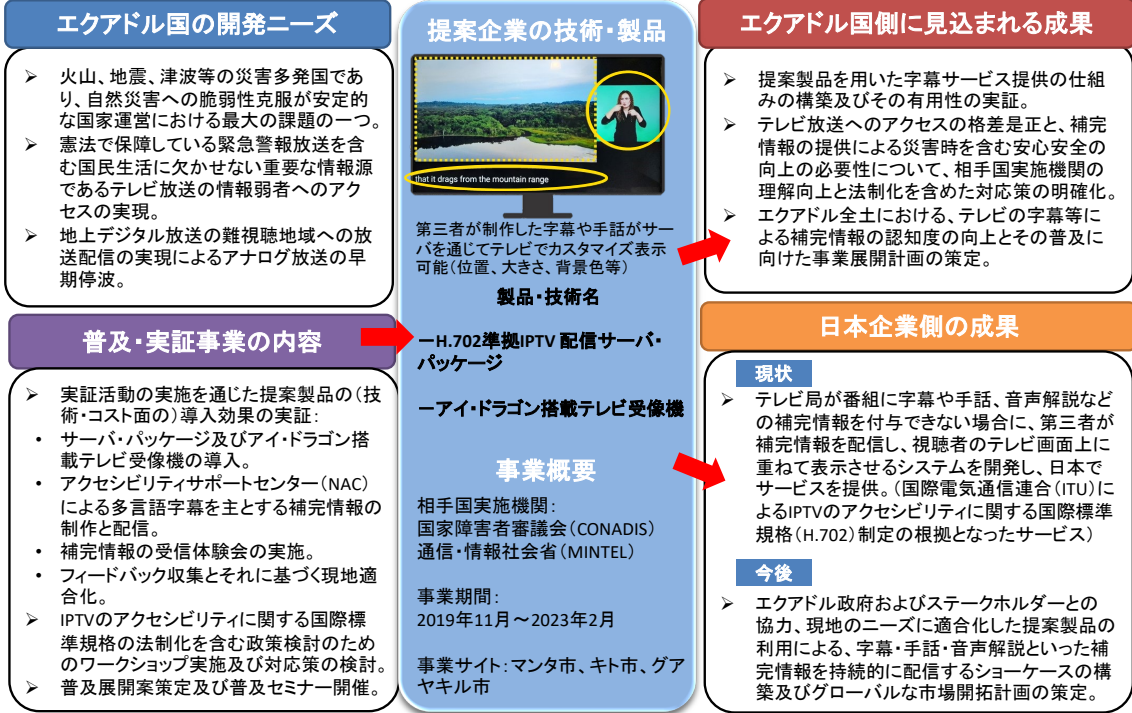 エクアドル国の開発ニーズ
➢ 火山、地震、津波等の災害多発国であ
り、自然災害への脆弱性克服が安定的
な国家運営における最大の課題の一つ。
➢ 憲法で保障している緊急警報放送を含
む国民生活に欠かせない重要な情報源
であるテレビ放送の情報弱者へのアク
セスの実現。
➢ 地上デジタル放送の難視聴地域への放
送配信の実現によるアナログ放送の早
期停波。
普及・実証事業の内容
➢ 実証活動の実施を通じた提案製品の（技
術・コスト面の）導入効果の実証：
• サーバ・パッケージ及びアイ・ドラゴン搭
載テレビ受像機の導入。
• アクセシビリティサポートセンター（NAC）
による多言語字幕を主とする補完情報の
制作と配信。
• 補完情報の受信体験会の実施。
• フィードバック収集とそれに基づく現地適
合化。
➢ IPTVのアクセシビリティに関する国際標
準規格の法制化を含む政策検討のため
のワークショップ実施及び対応策の検討。
➢ 普及展開案策定及び普及セミナー開催。
提案企業の技術・製品
that it drags from the mountain range
第三者が制作した字幕や手話がサー
バを通じてテレビでカスタマイズ表示
可能（位置、大きさ、背景色等）
製品・技術名
－H.702準拠IPTV 配信サーバ・
パッケージ
－アイ・ドラゴン搭載テレビ受像機
事業概要
相手国実施機関：
国家障害者審議会（CONADIS）
通信・情報社会省（MINTEL）
事業期間：
2019年11月～2023年2月
事業サイト：マンタ市、キト市、グア
ヤキル市
エクアドル国側に見込まれる成果
➢ 提案製品を用いた字幕サービス提供の仕組
みの構築及びその有用性の実証。
➢ テレビ放送へのアクセスの格差是正と、補完
情報の提供による災害時を含む安心安全の
向上の必要性について、相手国実施機関の
理解向上と法制化を含めた対応策の明確化。
➢ エクアドル全土における、テレビの字幕等に
よる補完情報の認知度の向上とその普及に
向けた事業展開計画の策定。
日本企業側の成果
現状
➢ テレビ局が番組に字幕や手話、音声解説など
の補完情報を付与できない場合に、第三者が
補完情報を配信し、視聴者のテレビ画面上に
重ねて表示させるシステムを開発し、日本で
サービスを提供。（国際電気通信連合（ITU）に
よるIPTVのアクセシビリティに関する国際標準
規格（H.702）制定の根拠となったサービス）
今後
➢ エクアドル政府およびステークホルダーとの
協力、現地のニーズに適合化した提案製品の
利用による、字幕・手話・音声解説といった補
完情報を持続的に配信するショーケースの構
築及びグローバルな市場開拓計画の策定。